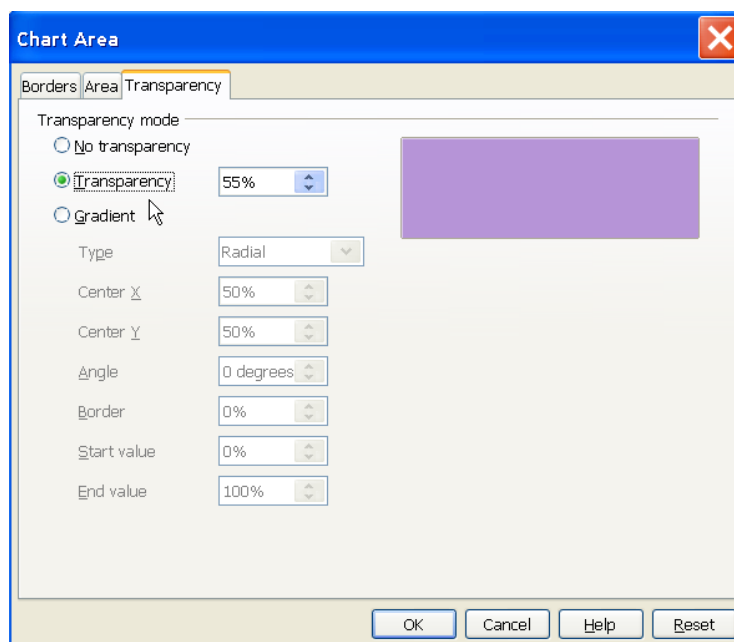 Chart Area
Borders Area Transparency
Transparency mode
No transparency
Transparency 55%
Gradient
Type Radial
Center X 50%
Center Y 50%
Angle 0 degrees
Border 0%
Start value 0%
End value 100%
OK Cancel Help Reset